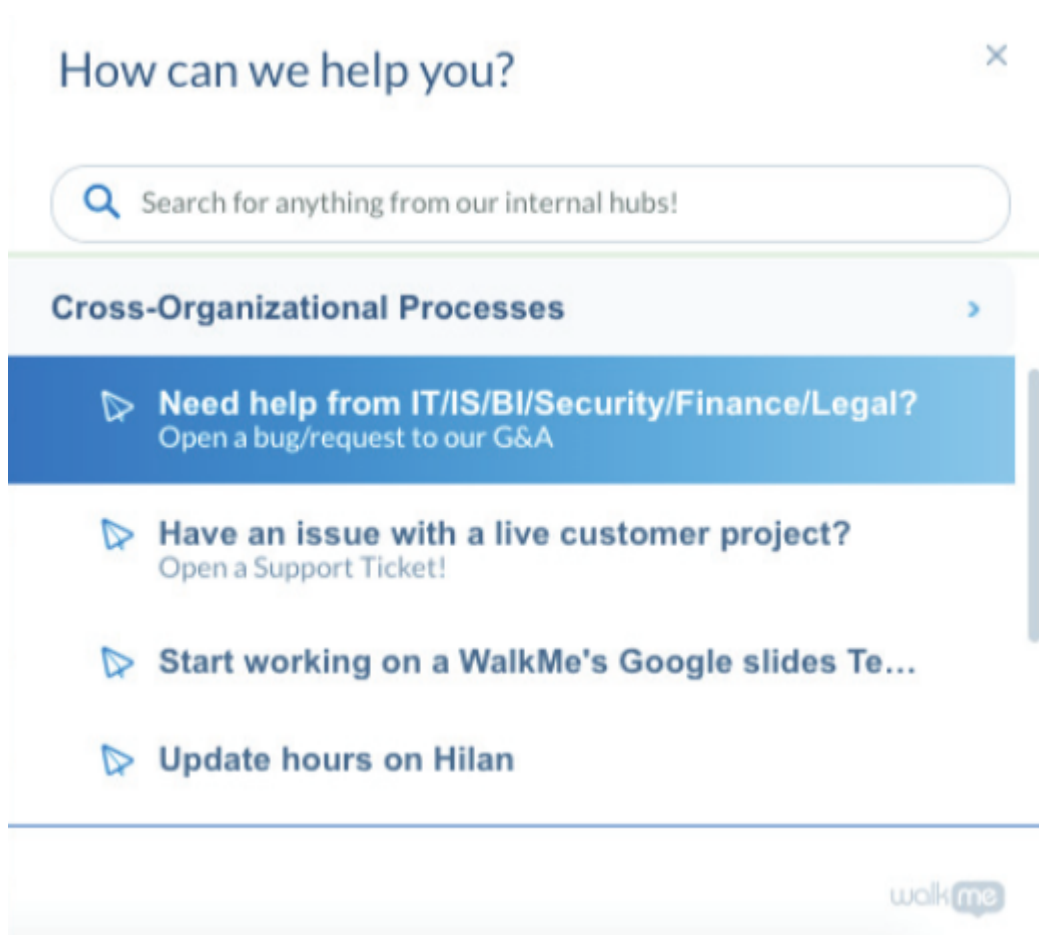 How can we help you?
Search for anything from our internal hubs!
Cross-Organizational Processes
Need help from IT/IS/BI/Security/Finance/Legal?
Open a bug/request to our G&A
Have an issue with a live customer project?
Open a Support Ticket!
Start working on a WalkMe's Google slides Te...
Update hours on Hilan
walkme